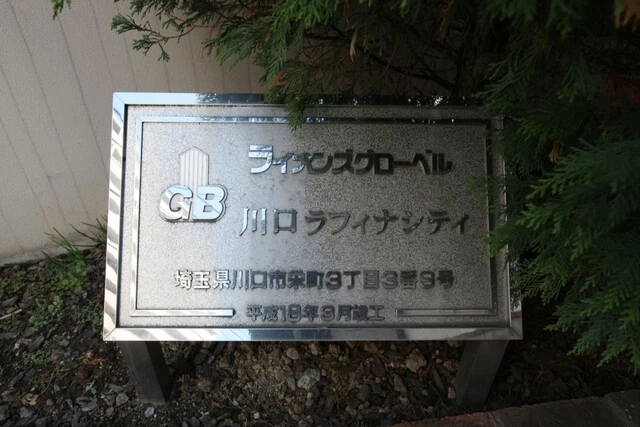 ライオンズグローベル
GB
川口 ラフィナシティ
埼玉県川口市栄町3丁目3番9号
平成18年3月竣工